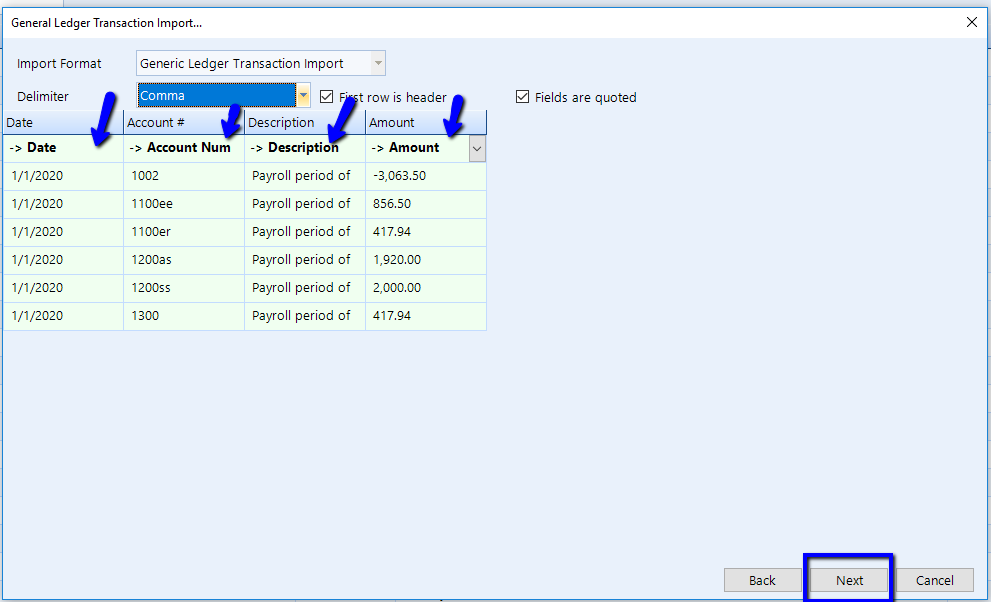 General Ledger Transaction Import...
Import Format Generic Ledger Transaction Import
Delimiter Comma First row is header Fields are quoted
Date Account # Description Amount
-> Date -> Account Num -> Description -> Amount
1/1/2020 1002 Payroll period of -3,063.50
1/1/2020 1100ee Payroll period of 856.50
1/1/2020 1100er Payroll period of 417.94
1/1/2020 1200as Payroll period of 1,920.00
1/1/2020 1200ss Payroll period of 2,000.00
1/1/2020 1300 Payroll period of 417.94
Back Next Cancel